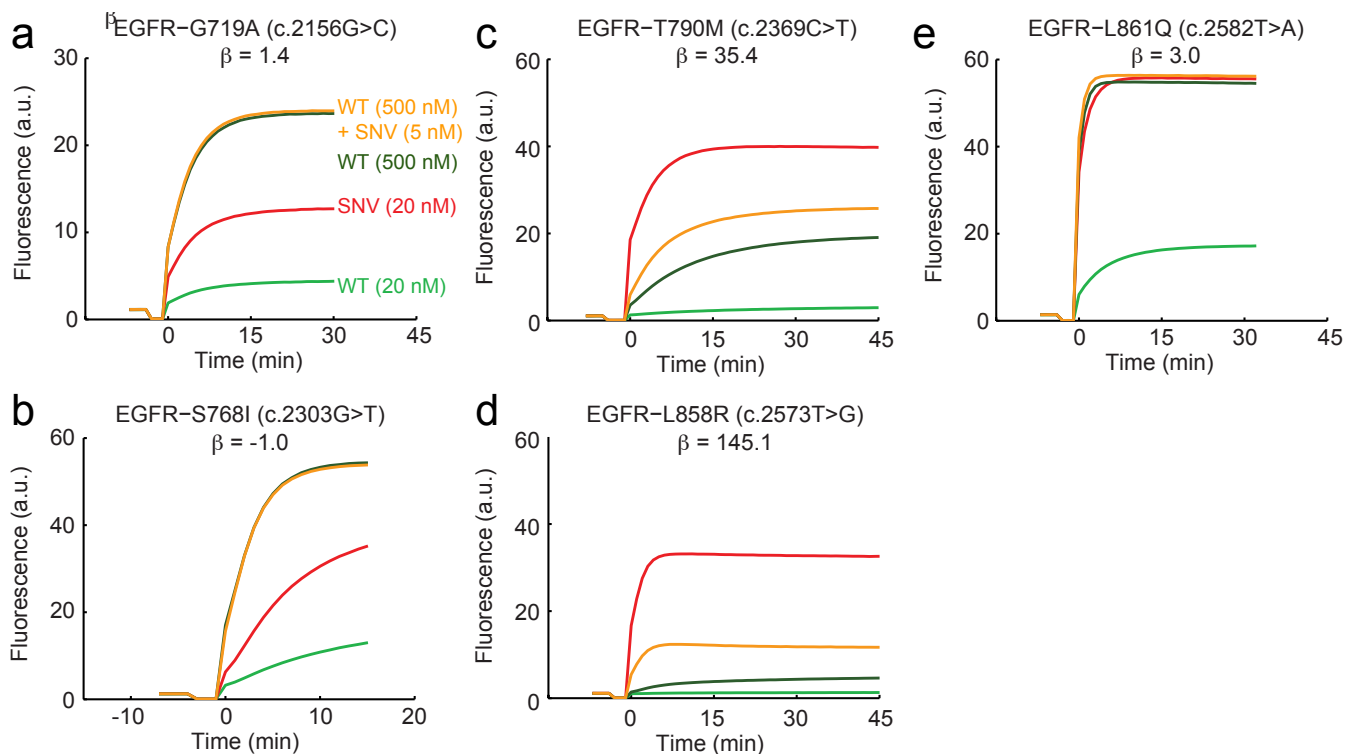 a
βEGFR−G719A (c.2156G>C)
β = 1.4
30
20
10
0
Fluorescence (a.u.)
WT (500 nM)
+ SNV (5 nM)
WT (500 nM)
SNV (20 nM)
WT (20 nM)
0 15 30 45
Time (min)
c
EGFR−T790M (c.2369C>T)
β = 35.4
60
40
20
0
Fluorescence (a.u.)
0 15 30 45
Time (min)
e
EGFR−L861Q (c.2582T>A)
β = 3.0
60
40
20
0
Fluorescence (a.u.)
0 15 30 45
Time (min)
b
EGFR−S768I (c.2303G>T)
β = -1.0
60
40
20
0
Fluorescence (a.u.)
-10 0 10 20
Time (min)
d
EGFR−L858R (c.2573T>G)
β = 145.1
60
40
20
0
Fluorescence (a.u.)
0 15 30 45
Time (min)